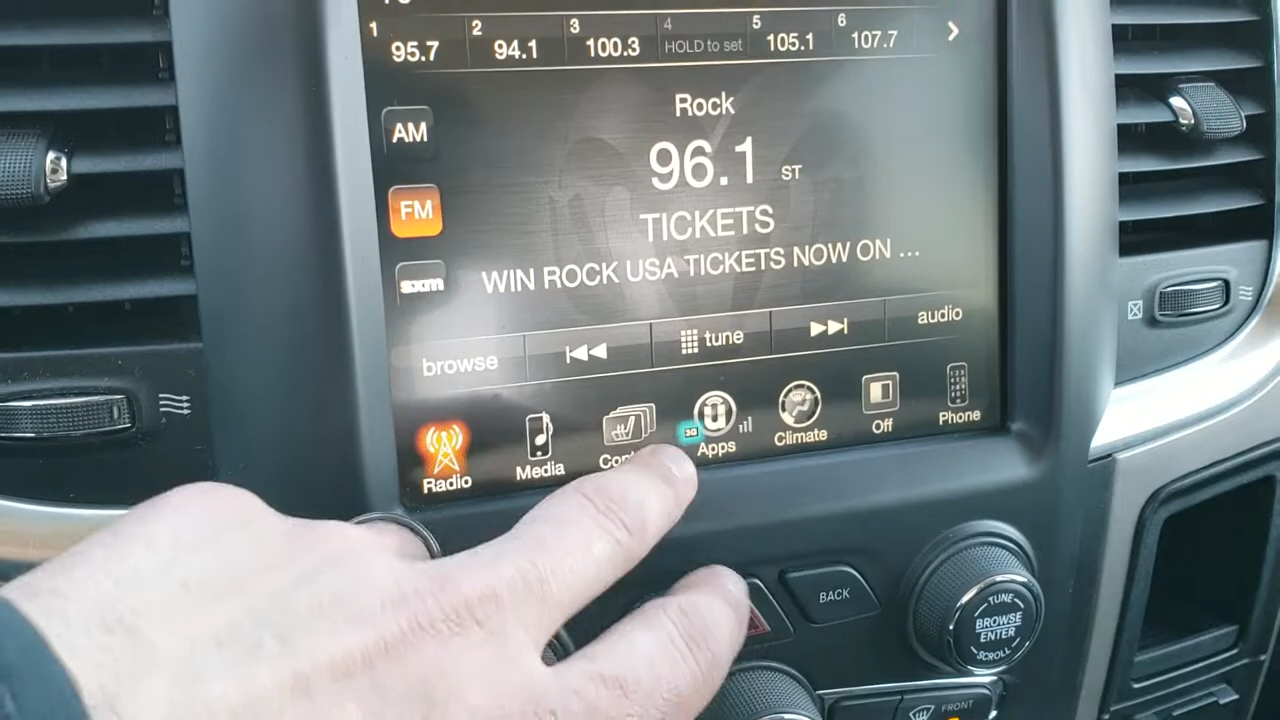 1 2 3 4 5 6
95.7 94.1 100.3 HOLD to set 105.1 107.7
Rock
AM
96.1 ST
FM
TICKETS
sxm
WIN ROCK USA TICKETS NOW ON ...
browse tune audio
3G
Radio Media Apps Climate Off Phone
BACK
TUNE
BROWSE
ENTER
SCROLL
FRONT